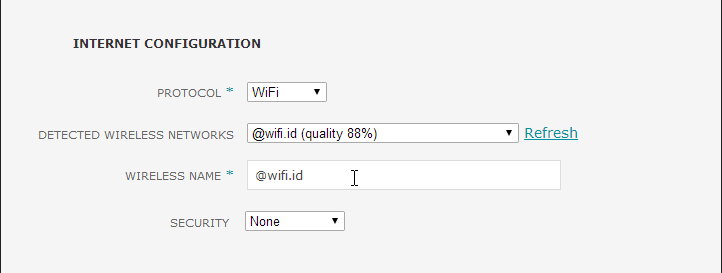 INTERNET CONFIGURATION
PROTOCOL * WiFi
DETECTED WIRELESS NETWORKS @wifi.id (quality 88%) Refresh
WIRELESS NAME * @wifi.id
SECURITY None